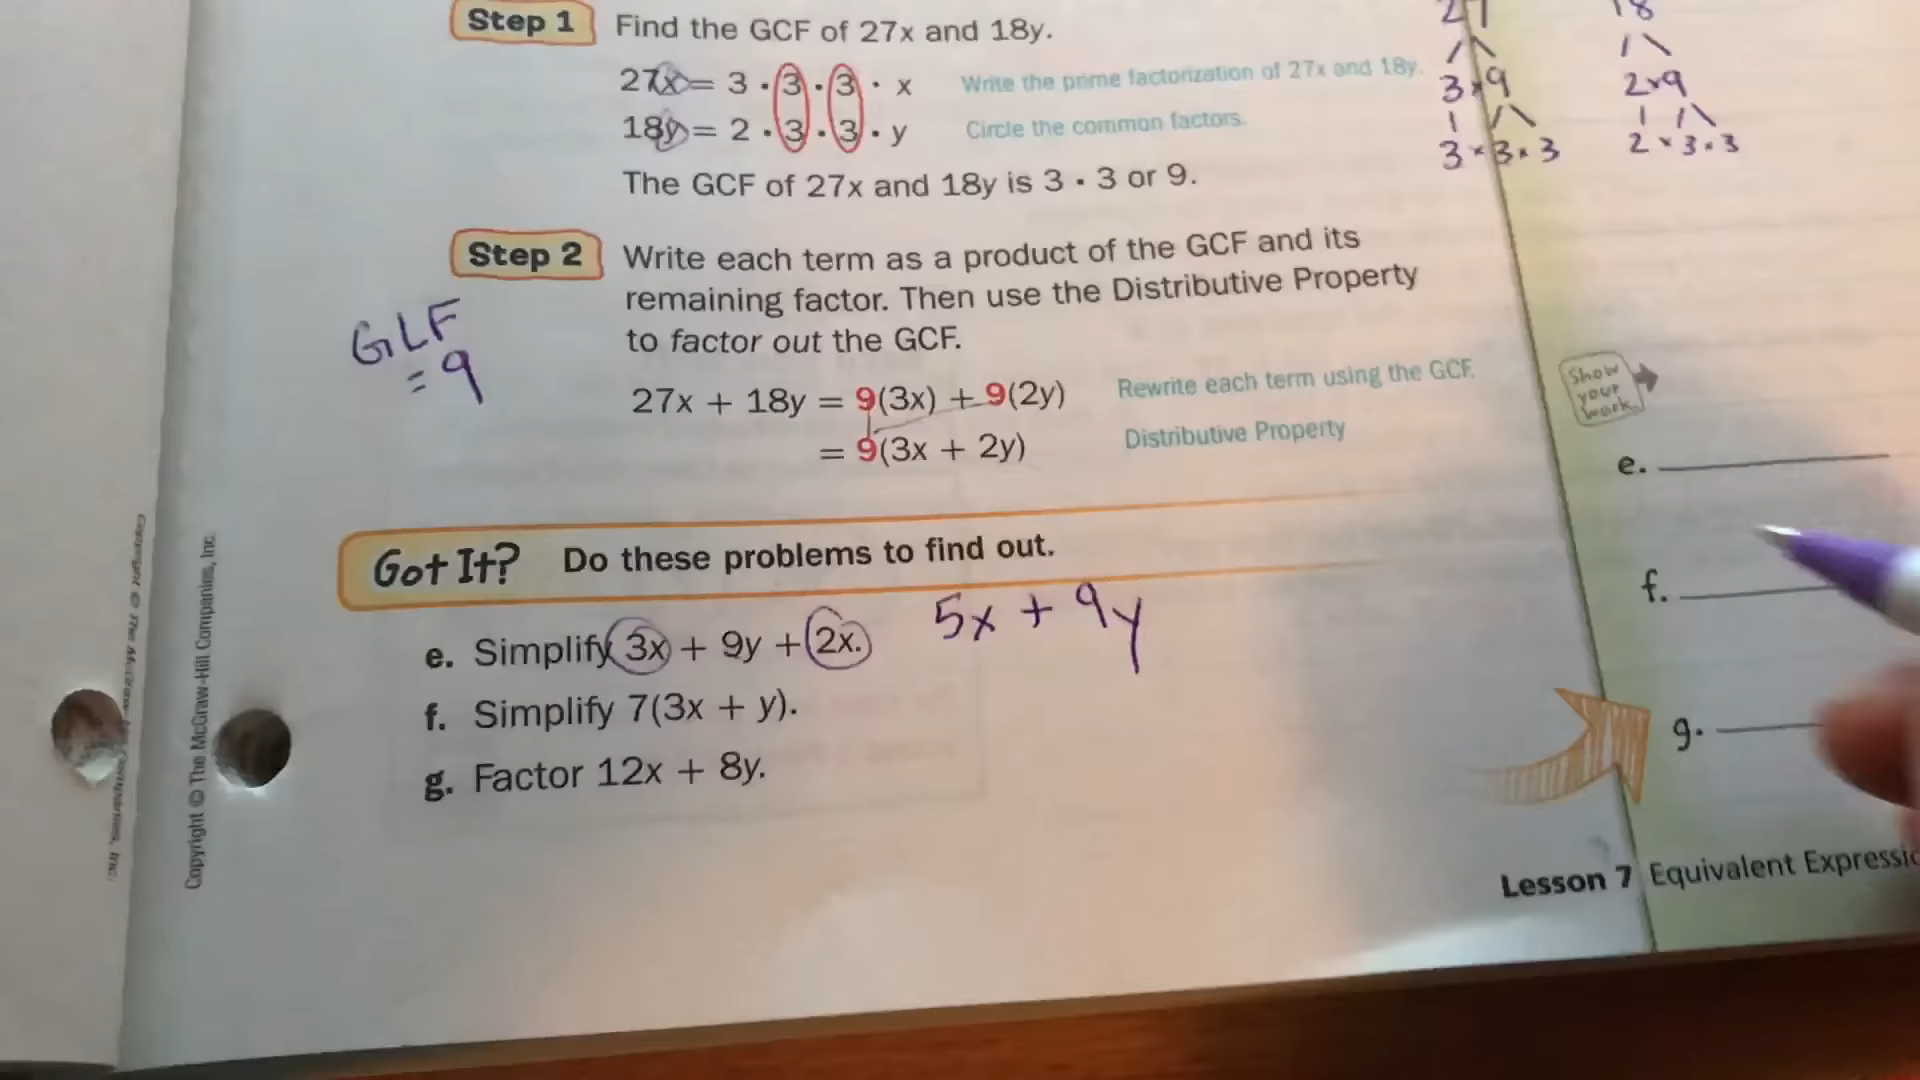 Step 1 Find the GCF of 27x and 18y.
27x = 3 · 3 · 3 · x Write the prime factorization of 27x and 18y.
18y = 2 · 3 · 3 · y Circle the common factors.
The GCF of 27x and 18y is 3 · 3 or 9.
27 18
3 x 9 2 x 9
3 x 3 x 3 2 x 3 x 3
Step 2 Write each term as a product of the GCF and its
remaining factor. Then use the Distributive Property
to factor out the GCF.
GLF
= 9
27x + 18y = 9(3x) + 9(2y) Rewrite each term using the GCF.
= 9(3x + 2y) Distributive Property
Got It? Do these problems to find out.
e. Simplify 3x + 9y + 2x. 5x + 9y
f. Simplify 7(3x + y).
g. Factor 12x + 8y.
Show
your
work.
e.
f.
g.
Lesson 7 Equivalent
Copyright © The McGraw-Hill Companies, Inc.